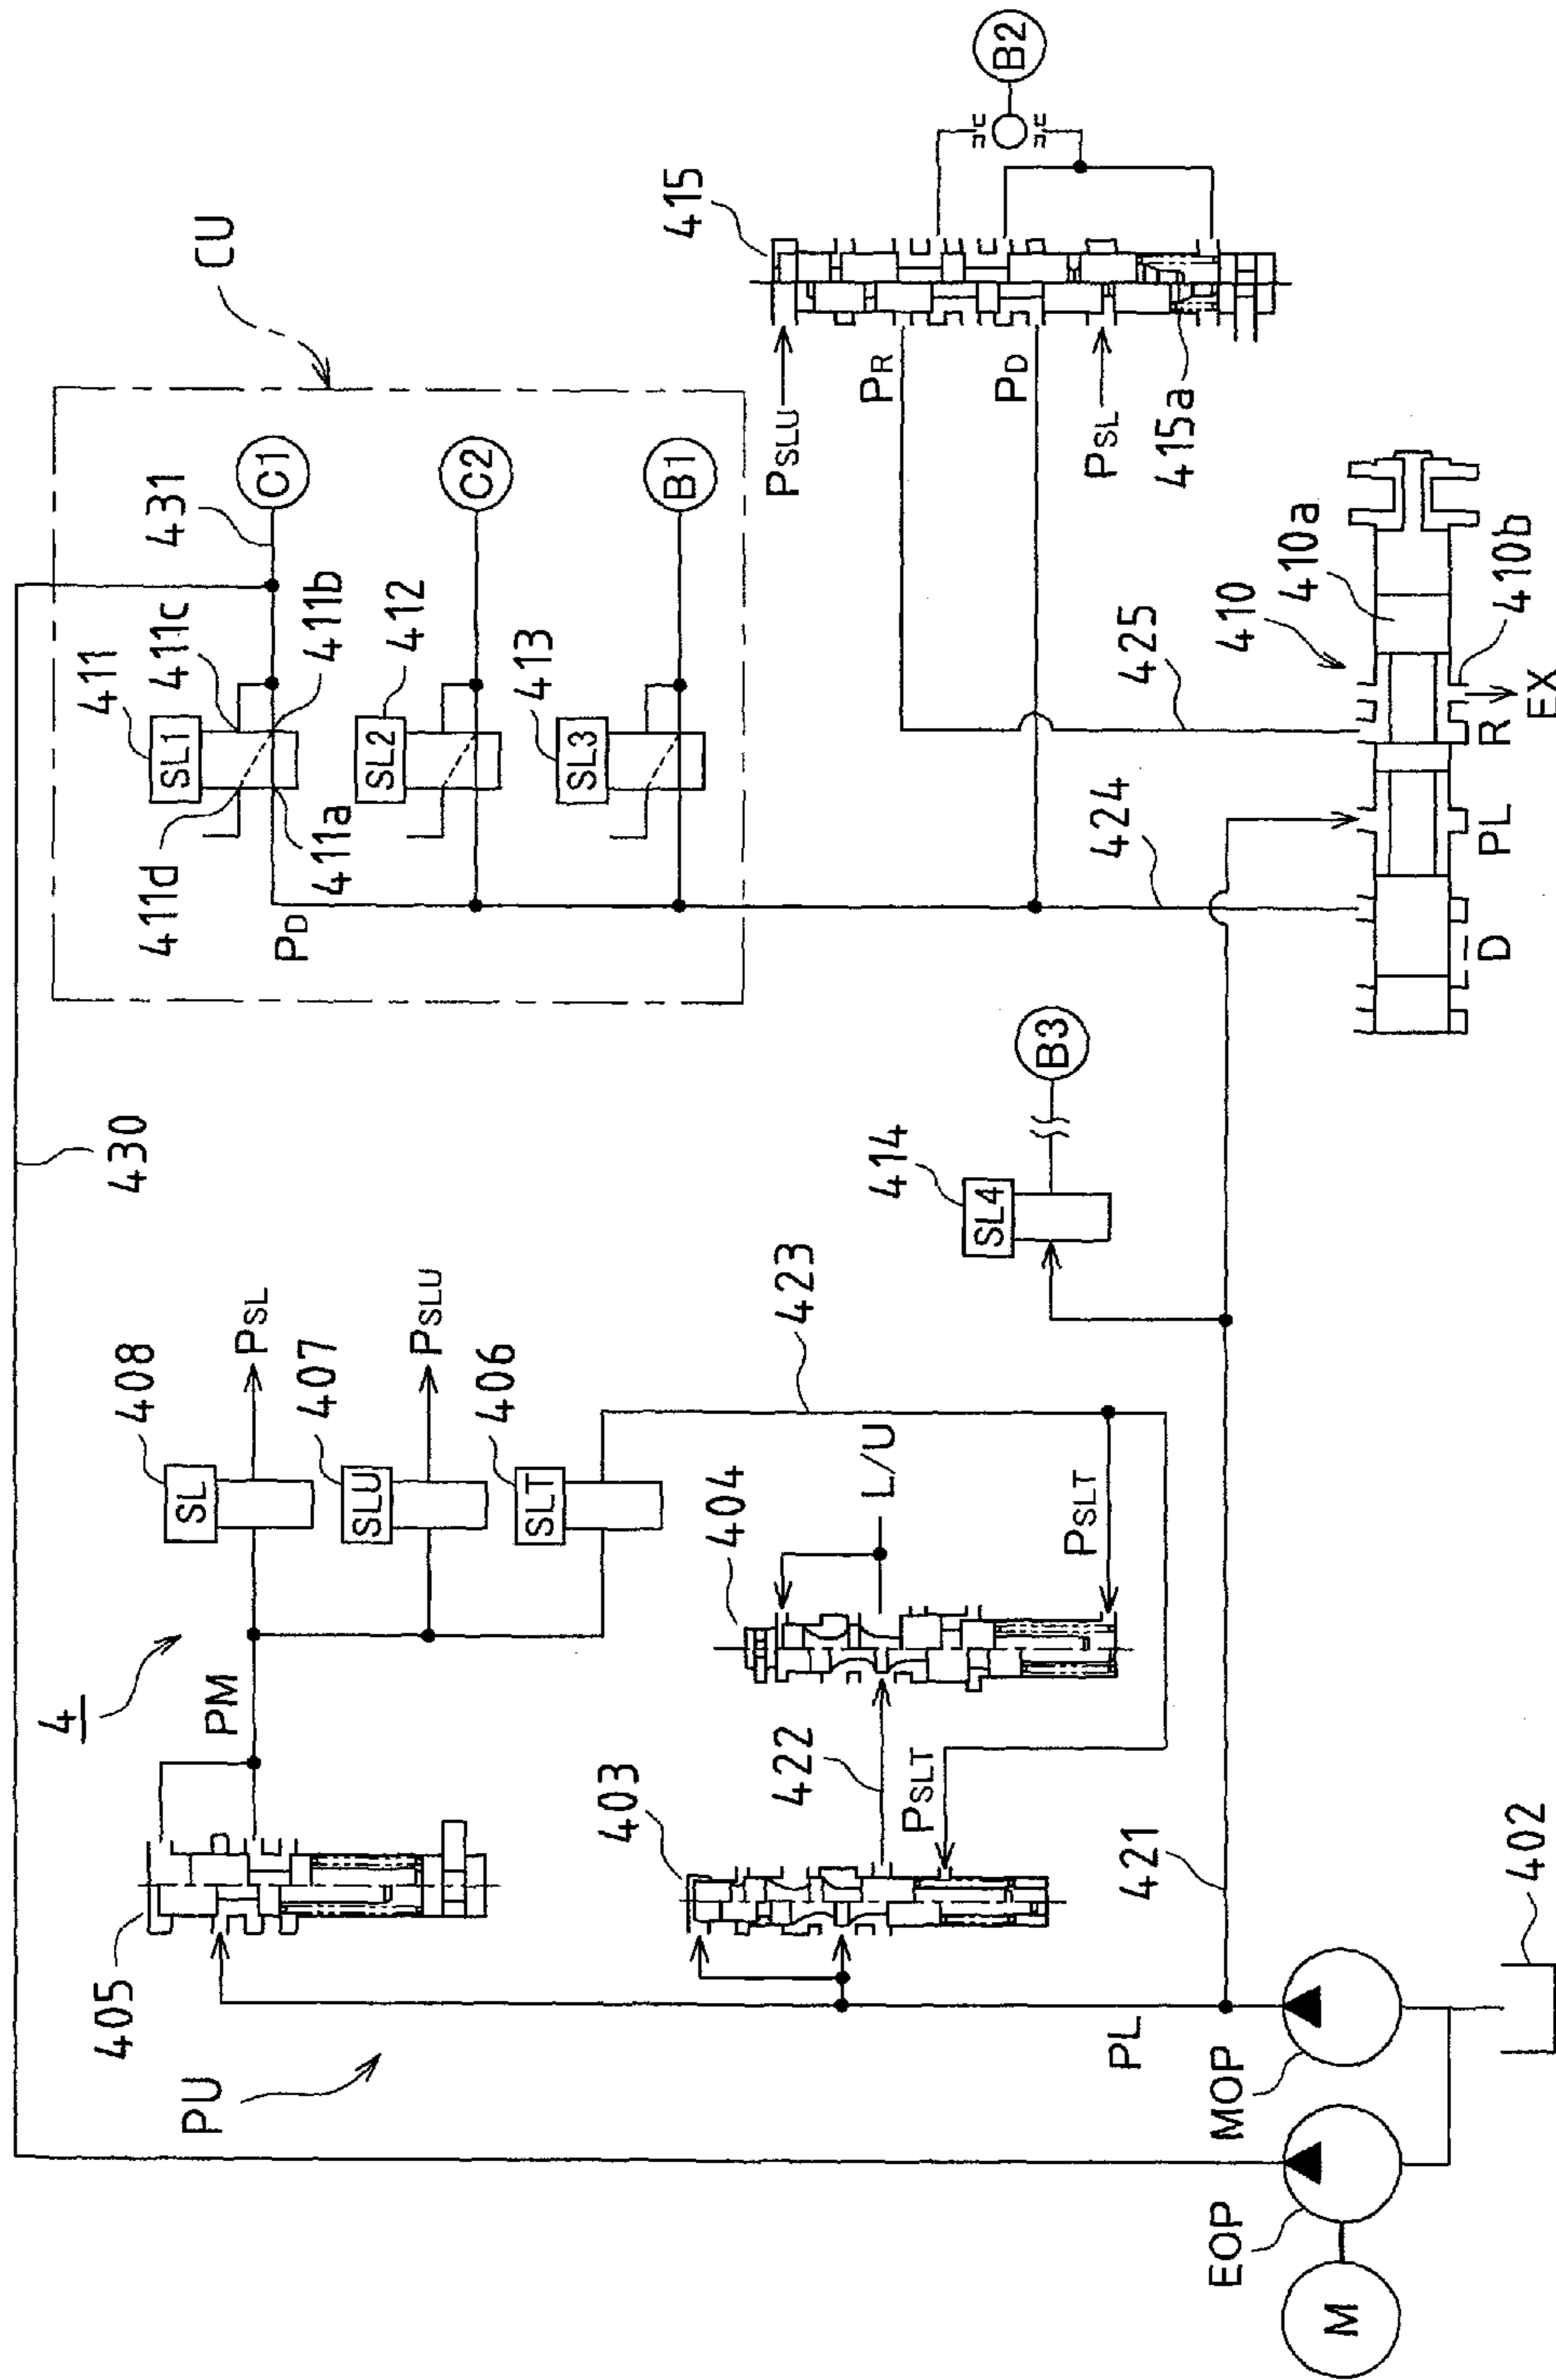 430
CU
411
SL1
411c
431
C1
411d
411a
411b
PD
SL2
412
C2
SL3
413
B1
415
B2
PSLU
PR
PD
PSL
415a
4
PU
405
PM
408
SL
PSL
407
SLU
PSLU
406
SLT
423
403
422
404
L/U
PSLT
PSLT
414
SL4
B3
424
425
410
410a
410b
D
PL
R
EX
421
PL
MOP
EOP
M
402